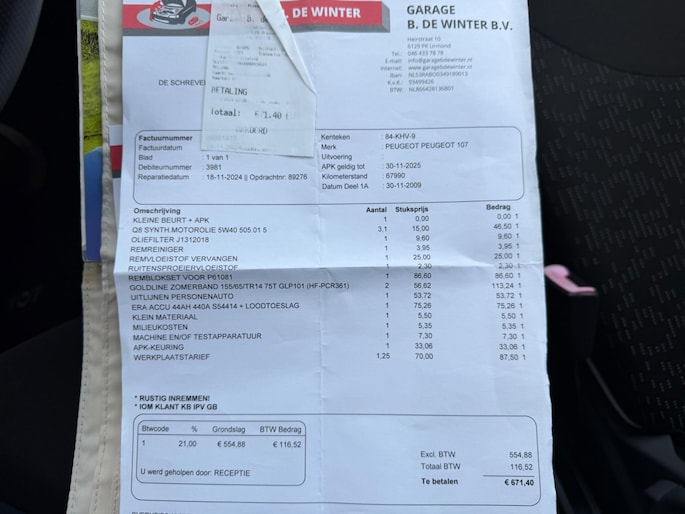 B. DE WINTER
GARAGE
B. DE WINTER B.V.
Heirstraat 10
6129 PK Urmond
Tel.: 046 433 78 78
E-mail: info@garagebdewinter.nl
Internet: www.garagebdewinter.nl
Iban:
K.v.K.: 93499426
BTW:
DE SCHREVEL
BETALING
Totaal: 671.40
AKKOORD
Factuurnummer
Factuurdatum :
Blad : 1 van 1
Debiteurnummer : 3981
Reparatiedatum : 18-11-2024 || Opdrachtnr: 89276
Kenteken : 84-KHV-9
Merk : PEUGEOT PEUGEOT 107
Uitvoering :
APK geldig tot : 30-11-2025
Kilometerstand : 67990
Datum Deel 1A : 30-11-2009
Omschrijving Aantal Stuksprijs Bedrag
KLEINE BEURT + APK 1 0,00 0,00 1
Q8 SYNTH.MOTOROLIE 5W40 505.01 5 3,1 15,00 46,50 1
OLIEFILTER J1312018 1 9,60 9,60 1
REMREINIGER 1 3,95 3,95 1
REMVLOEISTOF VERVANGEN 1 25,00 25,00 1
RUITENSPROEIERVLOEISTOF 1 2,30 2,30 1
REMBLOKSET VOOR P61081 1 86,60 86,60 1
GOLDLINE ZOMERBAND 155/65/TR14 75T GLP101 (HF-PCR361) 2 56,62 113,24 1
UITLIJNEN PERSONENAUTO 1 53,72 53,72 1
ERA ACCU 44AH 440A S54414 + LOODTOESLAG 1 75,26 75,26 1
KLEIN MATERIAAL 1 5,50 5,50 1
MILIEUKOSTEN 1 5,35 5,35 1
MACHINE EN/OF TESTAPPARATUUR 1 7,30 7,30 1
APK-KEURING 1 33,06 33,06 1
WERKPLAATSTARIEF 1,25 70,00 87,50 1
* RUSTIG INREMMEN!
* IOM KLANT KB IPV GB
Btwcode % Grondslag BTW Bedrag
1 21,00 € 554,88 € 116,52
U werd geholpen door: RECEPTIE
Excl. BTW 554,88
Totaal BTW 116,52
Te betalen € 671,40